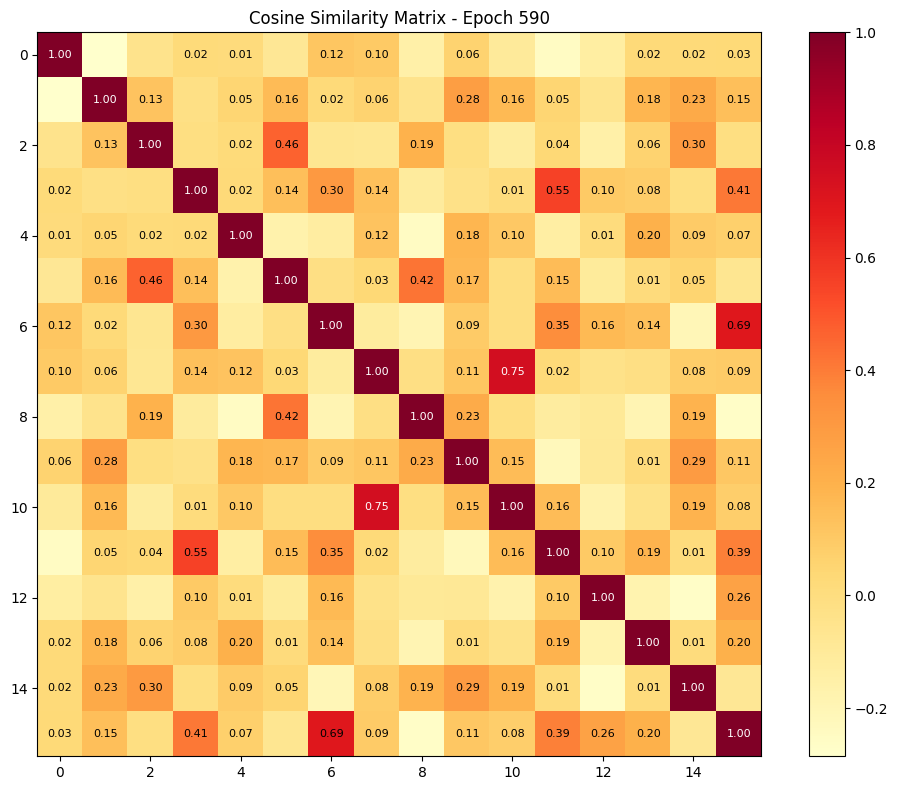 Cosine Similarity Matrix - Epoch 590
0 1.00 0.02 0.01 0.12 0.10 0.06 0.02 0.02 0.03
1.00 0.13 0.05 0.16 0.02 0.06 0.28 0.16 0.05 0.18 0.23 0.15
2 0.13 1.00 0.02 0.46 0.19 0.04 0.06 0.30
0.02 1.00 0.02 0.14 0.30 0.14 0.01 0.55 0.10 0.08 0.41
4 0.01 0.05 0.02 0.02 1.00 0.12 0.18 0.10 0.01 0.20 0.09 0.07
0.16 0.46 0.14 1.00 0.03 0.42 0.17 0.15 0.01 0.05
6 0.12 0.02 0.30 1.00 0.09 0.35 0.16 0.14 0.69
0.10 0.06 0.14 0.12 0.03 1.00 0.11 0.75 0.02 0.08 0.09
8 0.19 0.42 1.00 0.23 0.19
0.06 0.28 0.18 0.17 0.09 0.11 0.23 1.00 0.15 0.01 0.29 0.11
10 0.16 0.01 0.10 0.75 0.15 1.00 0.16 0.19 0.08
0.05 0.04 0.55 0.15 0.35 0.02 0.16 1.00 0.10 0.19 0.01 0.39
12 0.10 0.01 0.16 0.10 1.00 0.26
0.02 0.18 0.06 0.08 0.20 0.01 0.14 0.01 0.19 1.00 0.01 0.20
14 0.02 0.23 0.30 0.09 0.05 0.08 0.19 0.29 0.19 0.01 0.01 1.00
0.03 0.15 0.41 0.07 0.69 0.09 0.11 0.08 0.39 0.26 0.20 1.00
0 2 4 6 8 10 12 14
1.0
0.8
0.6
0.4
0.2
0.0
−0.2